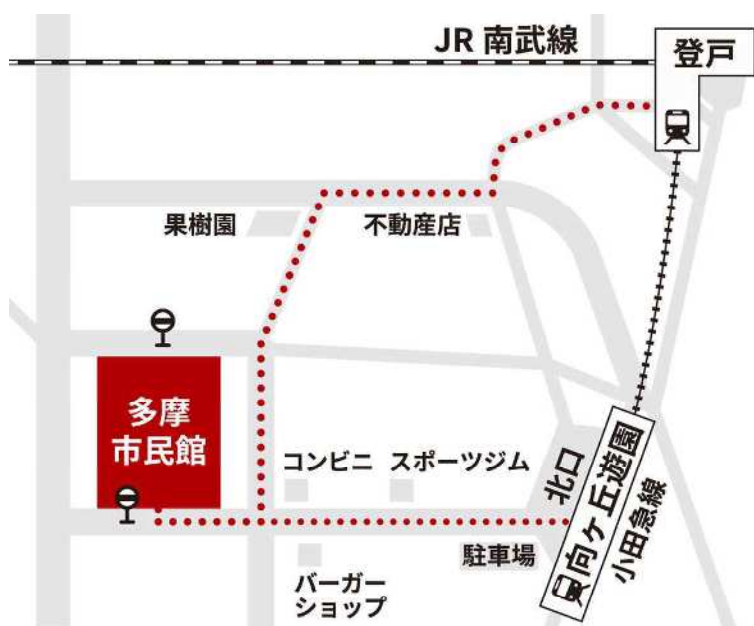 JR 南武線
登戸
果樹園
不動産店
多摩
市民館
コンビニ
スポーツジム
北口
向ヶ丘遊園
小田急線
駐車場
バーガー
ショップ